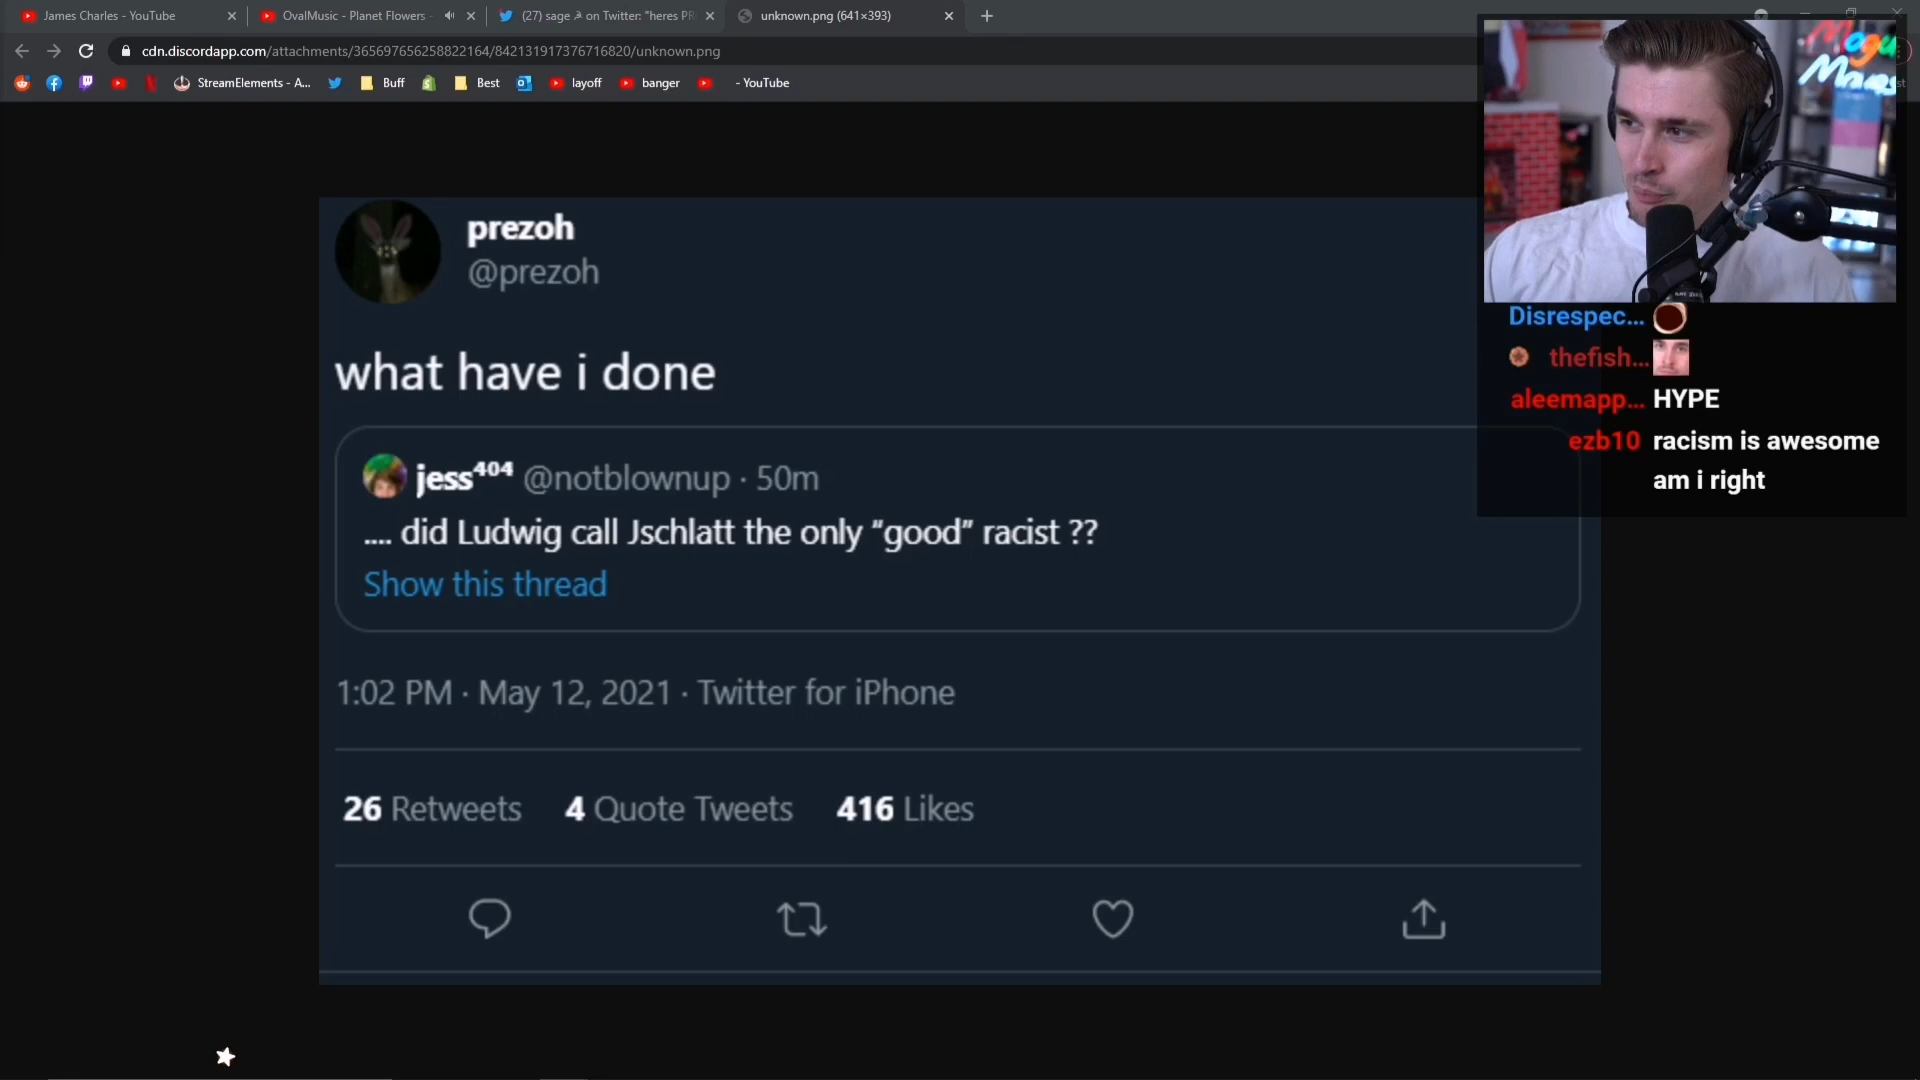 James Charles - YouTube
OvalMusic - Planet Flowers -
(27) sage on Twitter: "heres PR
unknown.png (641×393)
cdn.discordapp.com/attachments/365697656258822164/842131917376716820/unknown.png
StreamElements - A...
Buff
Best
layoff
banger
- YouTube
prezoh
@prezoh
what have i done
jess⁴⁰⁴ @notblownup · 50m
.... did Ludwig call Jschlatt the only “good” racist ??
Show this thread
1:02 PM · May 12, 2021 · Twitter for iPhone
26 Retweets 4 Quote Tweets 416 Likes
Mogul
Moves
Disrespec...
thefish...
aleemapp... HYPE
ezb10 racism is awesome
am i right